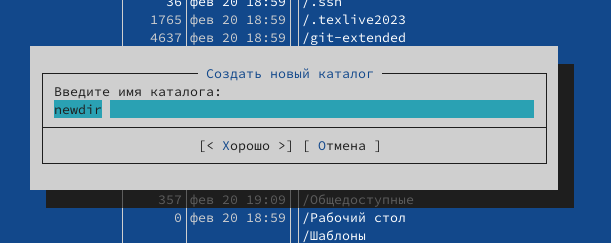 36 фев 20 18:59 /.ssh
1765 фев 20 18:59 /.texlive2023
4637 фев 20 18:59 /git-extended
Создать новый каталог
Введите имя каталога:
newdir
[< Хорошо >] [ Отмена ]
357 фев 20 19:09 /Общедоступные
0 фев 20 18:59 /Рабочий стол
/Шаблоны